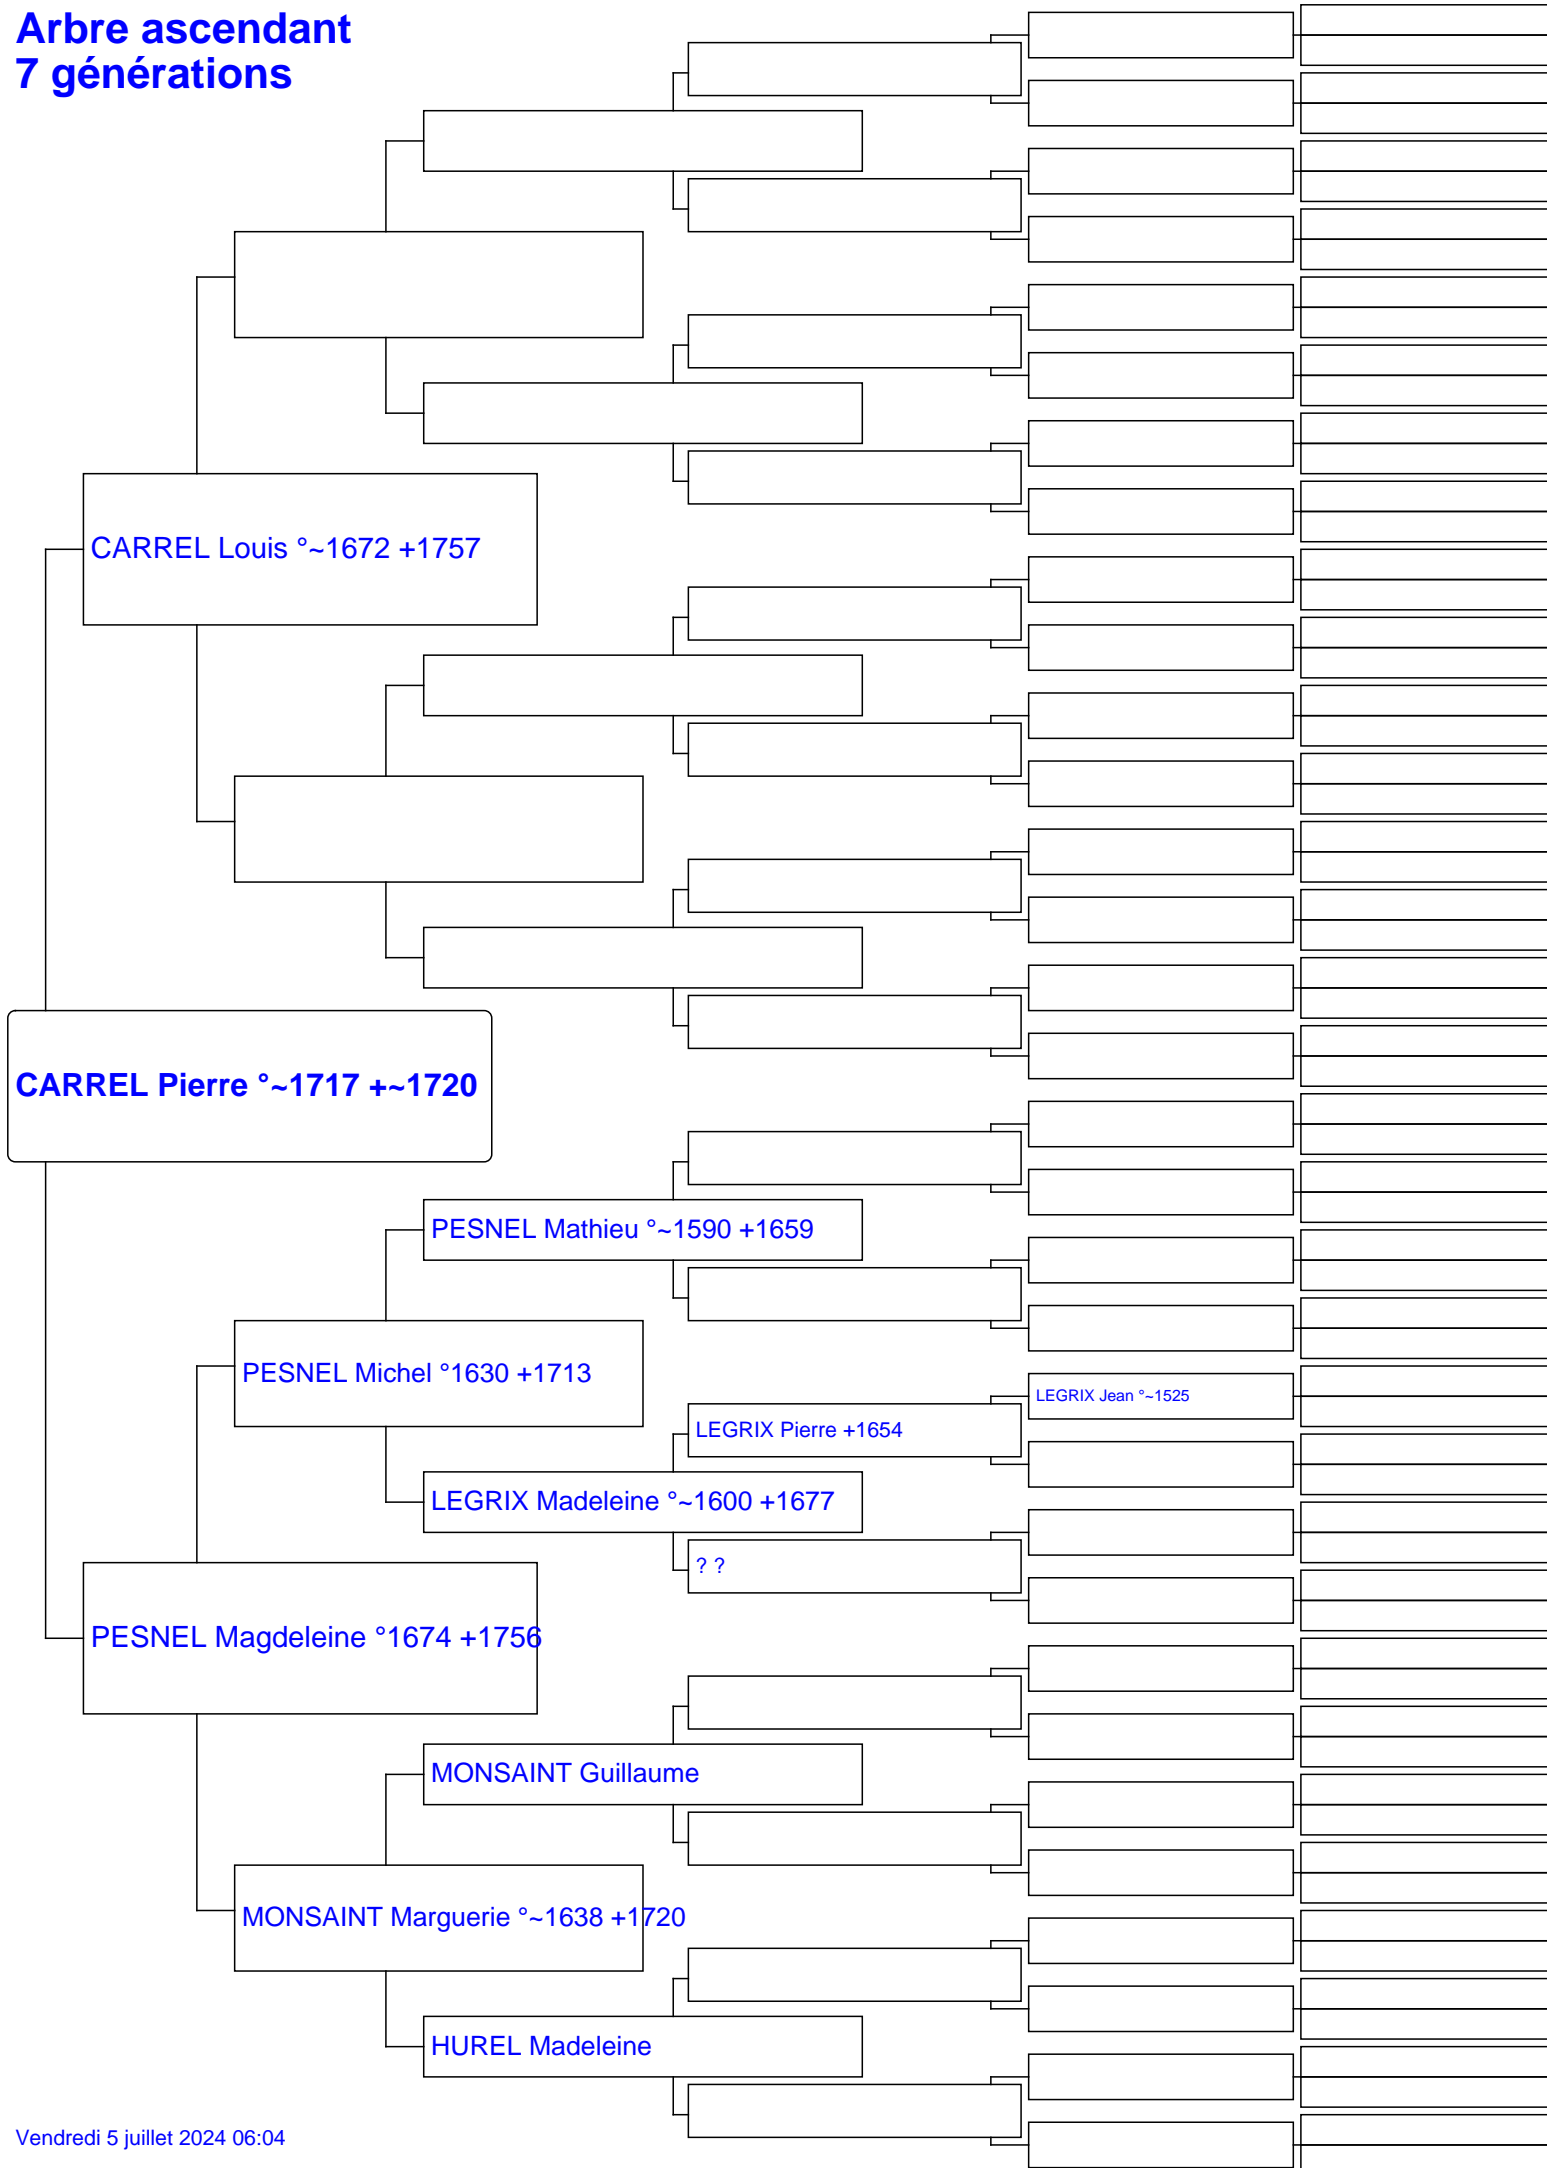 Arbre ascendant
7 générations
CARREL Louis °~1672 +1757
CARREL Pierre °~1717 +~1720
PESNEL Mathieu °~1590 +1659
PESNEL Michel °1630 +1713
LEGRIX Jean °~1525
LEGRIX Pierre +1654
LEGRIX Madeleine °~1600 +1677
? ?
PESNEL Magdeleine °1674 +1756
MONSAINT Guillaume
MONSAINT Marguerie °~1638 +1720
HUREL Madeleine
Vendredi 5 juillet 2024 06:04